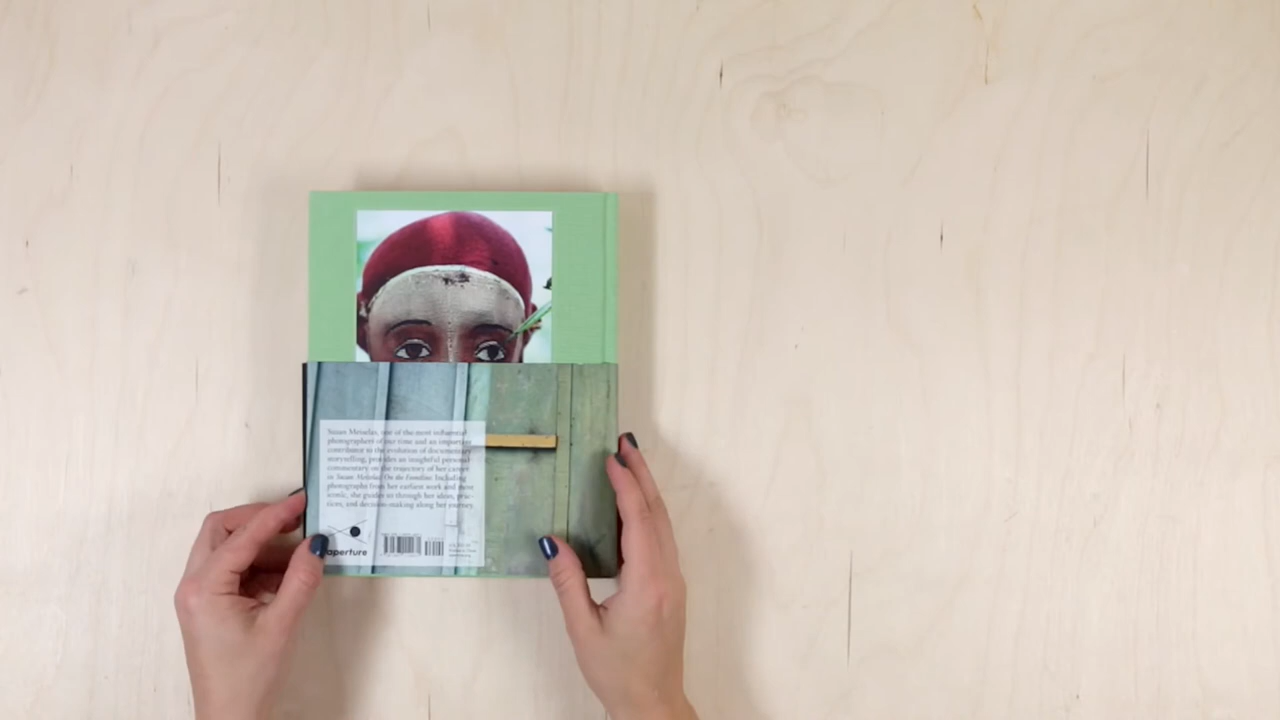 Susan Meiselas, one of the most influential
photographers of our time and an important
contributor to the evolution of documentary
storytelling, provides an insightful personal
commentary on the trajectory of her career
in Susan Meiselas: On the Frontline. Including
photographs from her earliest work and most
iconic, she guides us through her ideas, prac-
tices, and decision-making along her journey.
aperture